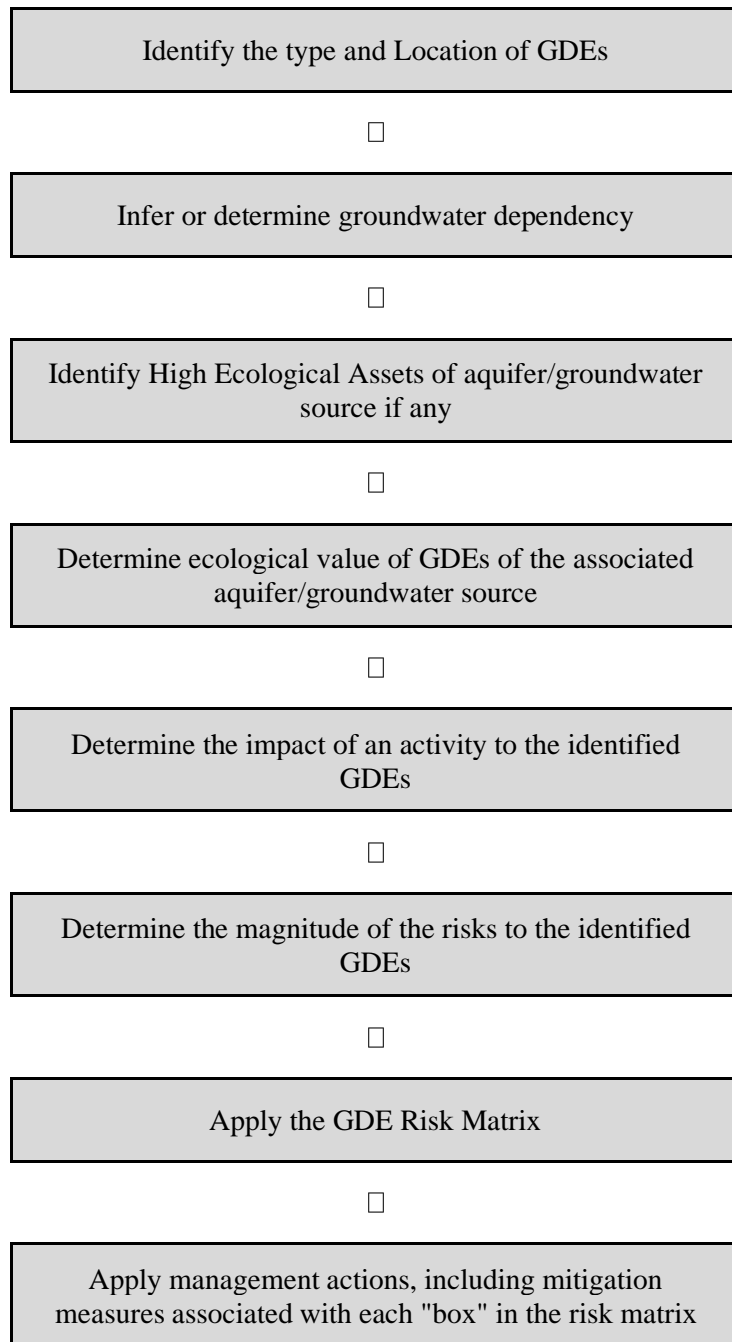 Identify the type and Location of GDEs
Infer or determine groundwater dependency
Identify High Ecological Assets of aquifer/groundwater
source if any
Determine ecological value of GDEs of the associated
aquifer/groundwater source
Determine the impact of an activity to the identified
GDEs
Determine the magnitude of the risks to the identified
GDEs
Apply the GDE Risk Matrix
Apply management actions, including mitigation
measures associated with each "box" in the risk matrix